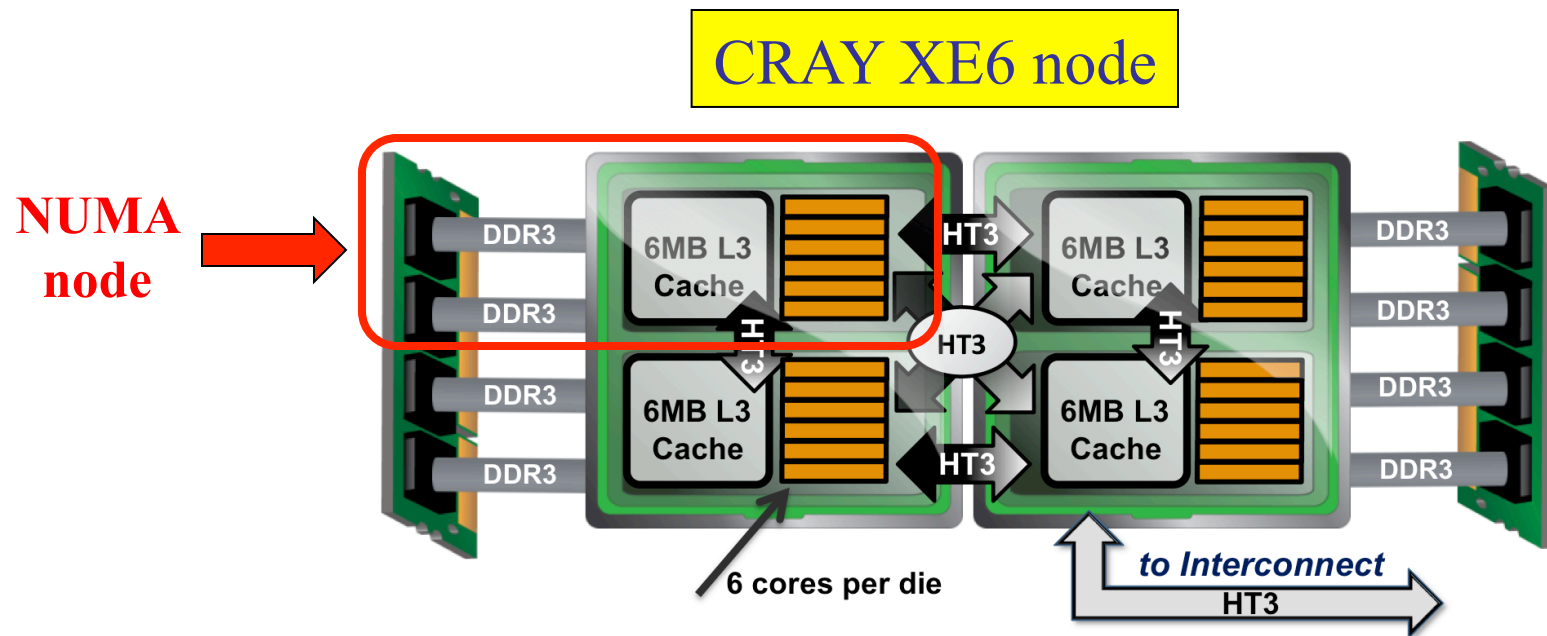 CRAY XE6 node
NUMA
node
DDR3
DDR3
DDR3
DDR3
6MB L3
Cache
6MB L3
Cache
HT3
HT3
HT3
HT3
HT3
6MB L3
Cache
6MB L3
Cache
DDR3
DDR3
DDR3
DDR3
6 cores per die
to Interconnect
HT3